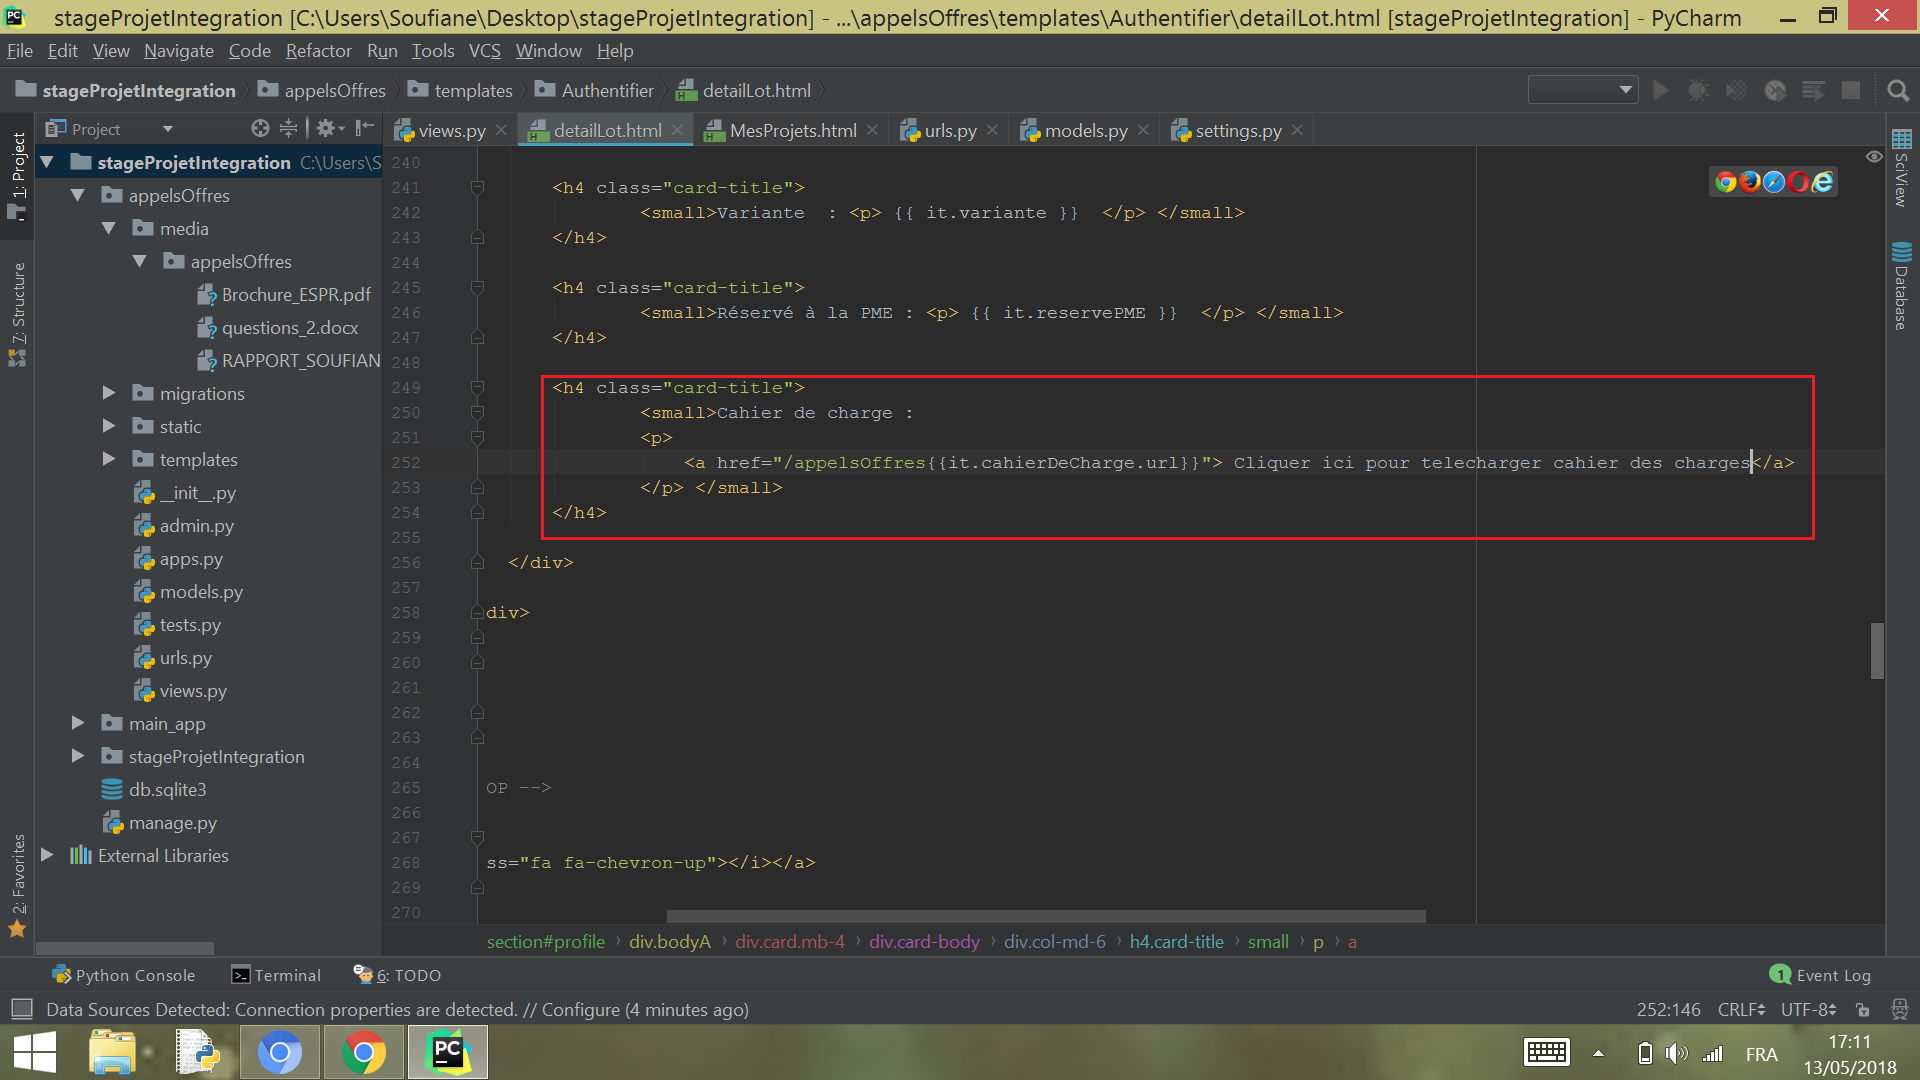 stageProjetIntegration [C:\Users\Soufiane\Desktop\stageProjetIntegration] - ...\appelsOffres\templates\Authentifier\detailLot.html [stageProjetIntegration] - PyCharm
File Edit View Navigate Code Refactor Run Tools VCS Window Help
stageProjetIntegration appelsOffres templates Authentifier detailLot.html
Project
views.py detailLot.html MesProjets.html urls.py models.py settings.py
1: Project
7: Structure
2: Favorites
stageProjetIntegration C:\Users\S
appelsOffres
media
appelsOffres
Brochure_ESPR.pdf
questions_2.docx
RAPPORT_SOUFIAN
migrations
static
templates
__init__.py
admin.py
apps.py
models.py
tests.py
urls.py
views.py
main_app
stageProjetIntegration
db.sqlite3
manage.py
External Libraries
240
241 <h4 class="card-title">
242 <small>Variante  : <p> {{ it.variante }}  </p> </small>
243 </h4>
244
245 <h4 class="card-title">
246 <small>Réservé à la PME : <p> {{ it.reservePME }}  </p> </small>
247 </h4>
248
249 <h4 class="card-title">
250 <small>Cahier de charge :
251 <p>
252 <a href="/appelsOffres{{it.cahierDeCharge.url}}"> Cliquer ici pour telecharger cahier des charges</a>
253 </p> </small>
254 </h4>
255
256 </div>
257
258 div>
259
260
261
262
263
264
265 OP -->
266
267
268 ss="fa fa-chevron-up"></i></a>
269
270
SciView
Database
section#profile div.bodyA div.card.mb-4 div.card-body div.col-md-6 h4.card-title small p a
Python Console Terminal 6: TODO
1 Event Log
Data Sources Detected: Connection properties are detected. // Configure (4 minutes ago)
252:146 CRLF UTF-8
PC
FRA
17:11
13/05/2018